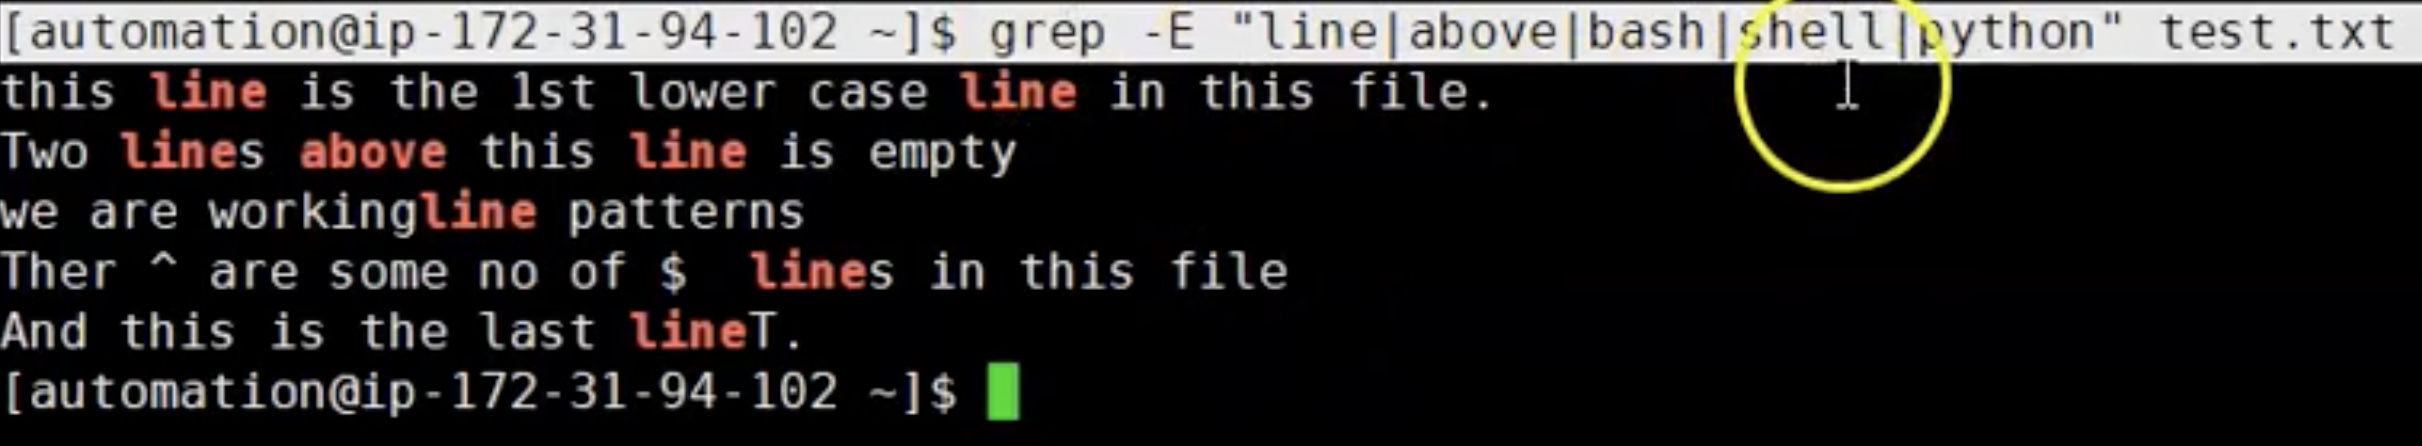 [automation@ip-172-31-94-102 ~]$ grep -E "line|above|bash|shell|python" test.txt
this line is the 1st lower case line in this file.
Two lines above this line is empty
we are workingline patterns
Ther ^ are some no of $  lines in this file
And this is the last lineT.
[automation@ip-172-31-94-102 ~]$